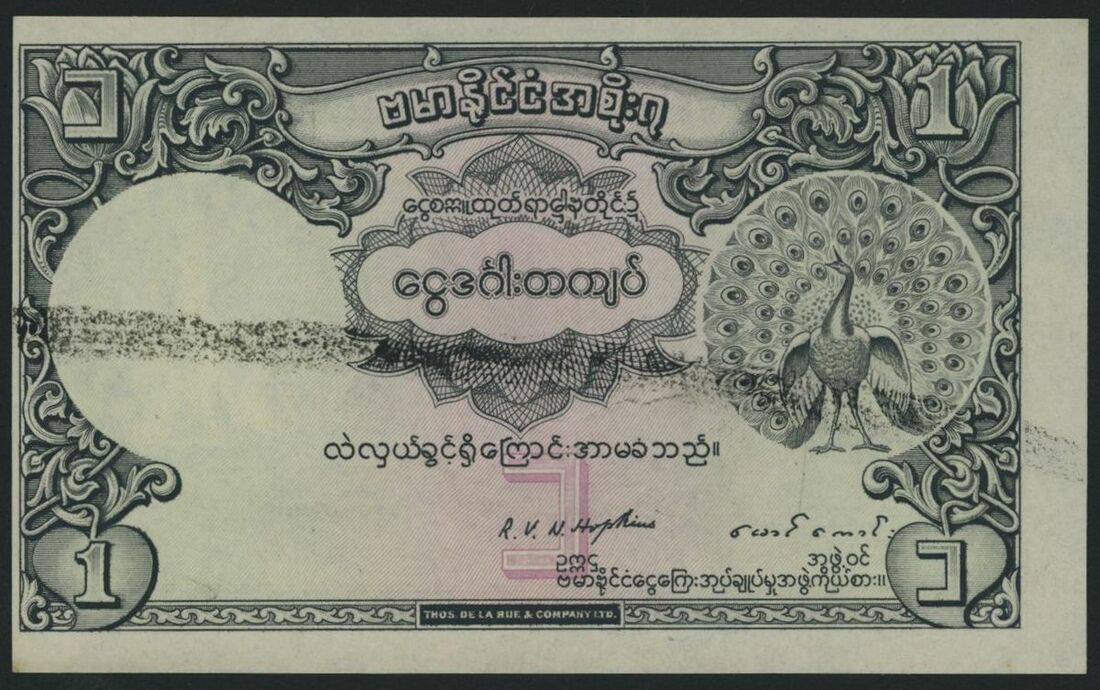 ၁ ဗမာနိုင်ငံအစိုးရ 1
ငွေစက္ကူထုတ်ရာဌါနတိုင်း၌
ငွေဒင်္ဂါးတကျပ်
လဲလှယ်ခွင့်ရှိကြောင်းအာမခံသည်။
R. V. N. Hopkins
ဥက္ကဋ္ဌ
အဖွဲ့ဝင်
ဗမာနိုင်ငံငွေကြေးအုပ်ချုပ်မှုအဖွဲ့ကိုယ်စား။
1 ၁
THOS. DE LA RUE & COMPANY LTD.